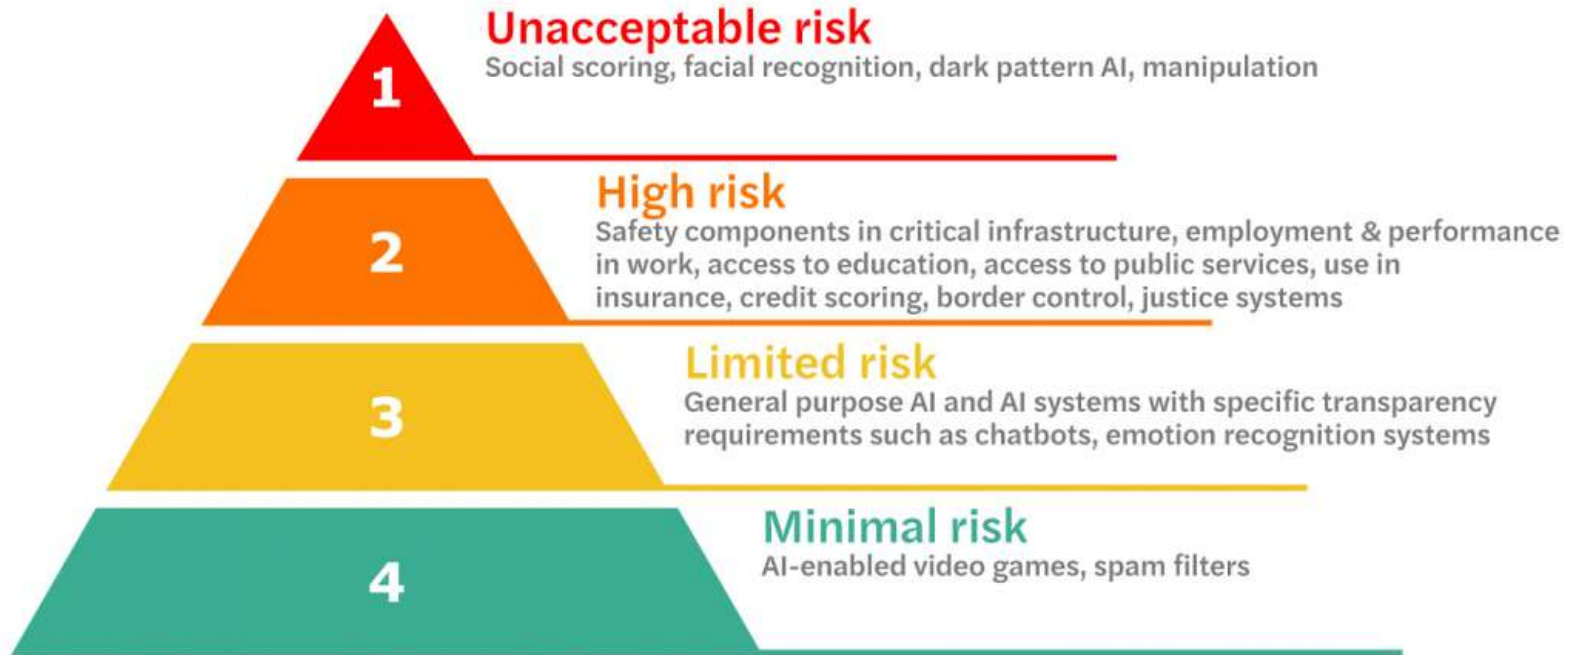 1
Unacceptable risk
Social scoring, facial recognition, dark pattern AI, manipulation
2
High risk
Safety components in critical infrastructure, employment & performance
in work, access to education, access to public services, use in
insurance, credit scoring, border control, justice systems
3
Limited risk
General purpose AI and AI systems with specific transparency
requirements such as chatbots, emotion recognition systems
4
Minimal risk
AI-enabled video games, spam filters